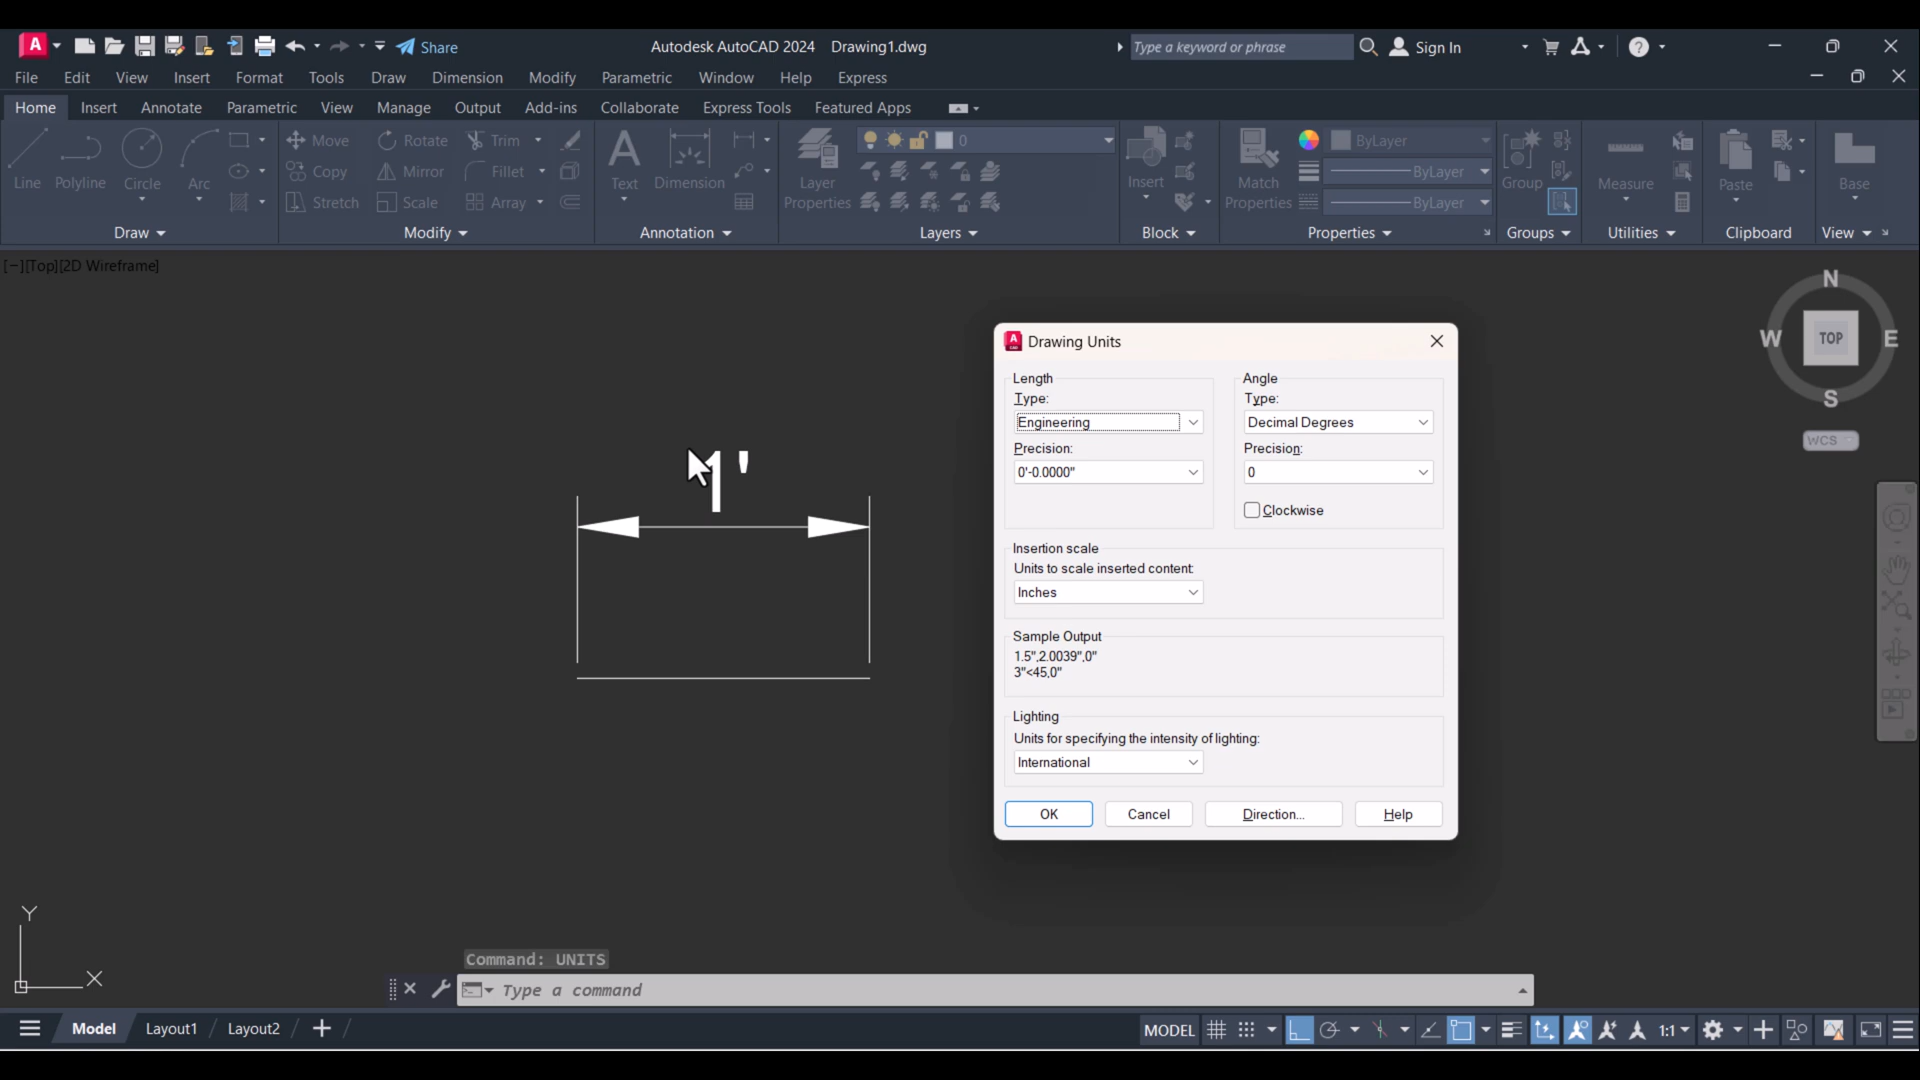 Share
Autodesk AutoCAD 2024 Drawing1.dwg
Type a keyword or phrase
Sign In
File Edit View Insert Format Tools Draw Dimension Modify Parametric Window Help Express
Home Insert Annotate Parametric View Manage Output Add-ins Collaborate Express Tools Featured Apps
Line Polyline Circle Arc
Move Rotate Trim
Copy Mirror Fillet
Stretch Scale Array
Text Dimension
Layer Properties
0
Insert
Match Properties
ByLayer
ByLayer
ByLayer
Group
Measure
Paste
Base
Draw Modify Annotation Layers Block Properties Groups Utilities Clipboard View
[−][Top][2D Wireframe]
N
W TOP E
S
WCS
1'
Drawing Units
Length
Type:
Engineering
Precision:
0'-0.0000"
Angle
Type:
Decimal Degrees
Precision:
0
Clockwise
Insertion scale
Units to scale inserted content:
Inches
Sample Output
1.5",2.0039",0"
3"<45,0"
Lighting
Units for specifying the intensity of lighting:
International
OK Cancel Direction... Help
Y
X
Command: UNITS
Type a command
Model Layout1 Layout2
MODEL
1:1